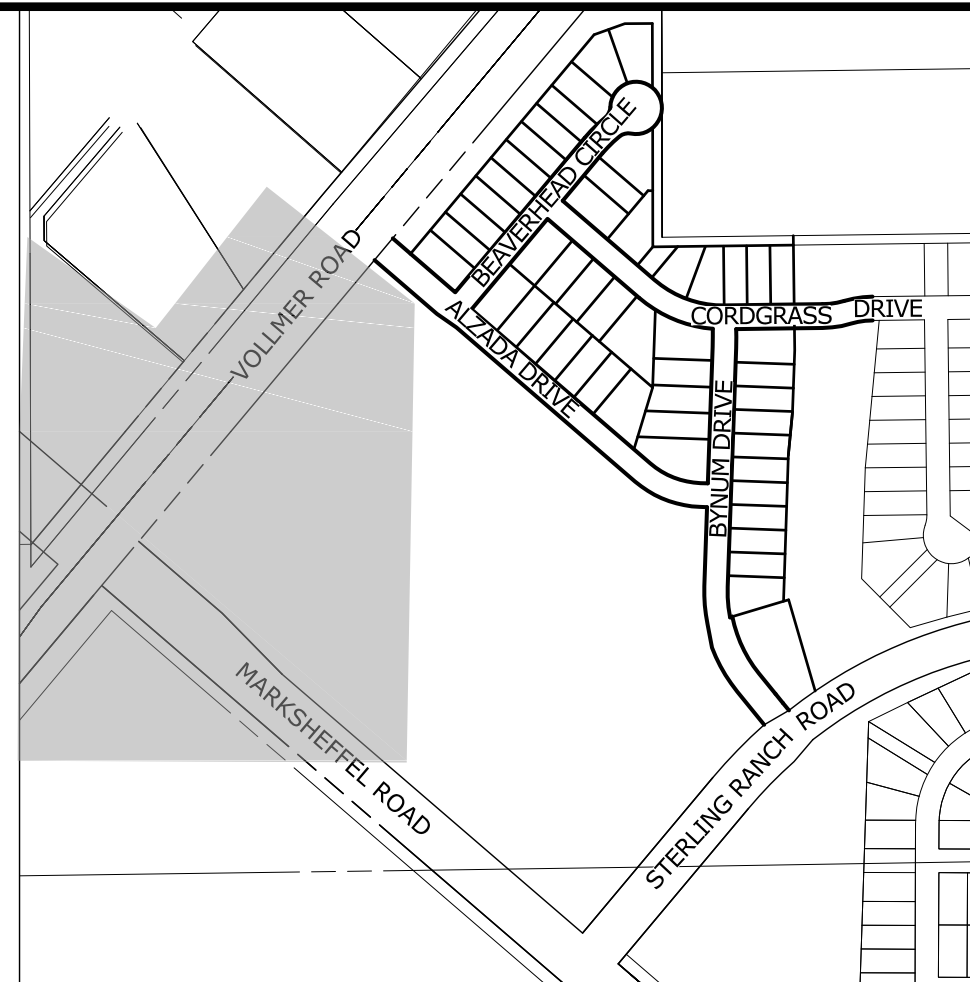 BEAVERHEAD CIRCLE
VOLLMER ROAD
ALZADA DRIVE
CORDGRASS DRIVE
BYNUM DRIVE
MARKSHEFFEL ROAD
STERLING RANCH ROAD